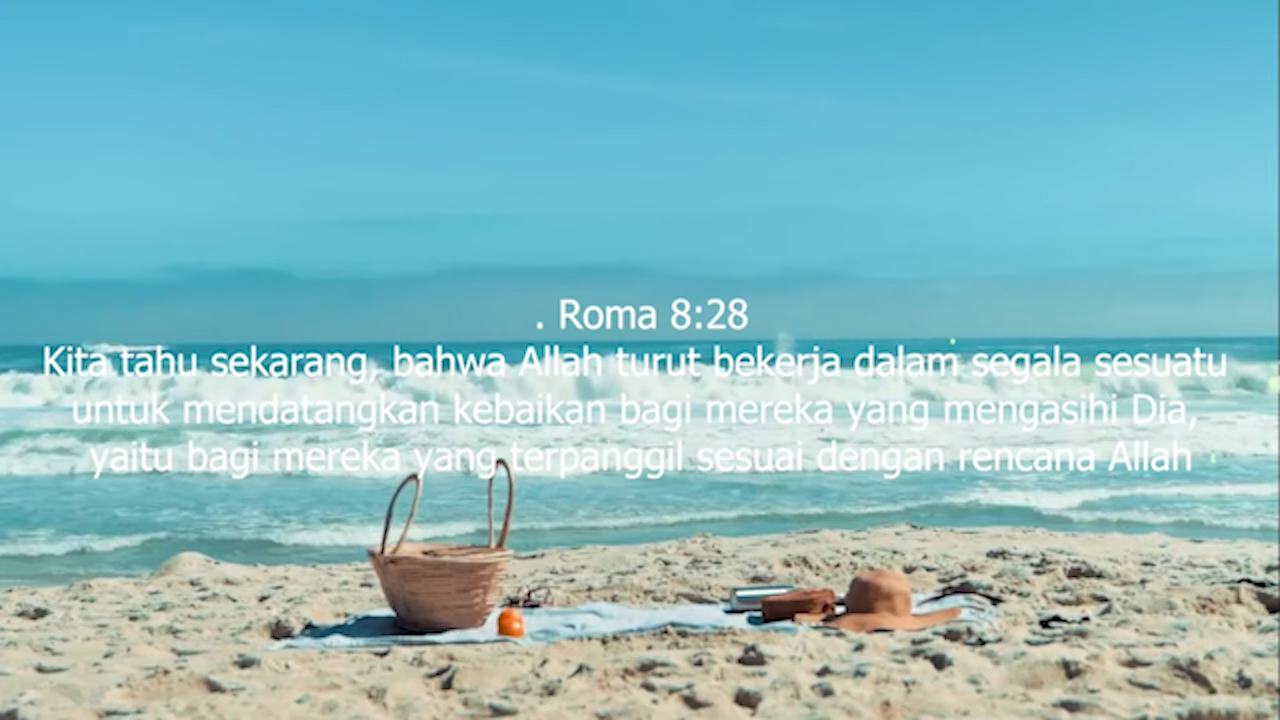 . Roma 8:28
Kita tahu sekarang, bahwa Allah turut bekerja dalam segala sesuatu
untuk mendatangkan kebaikan bagi mereka yang mengasihi Dia,
yaitu bagi mereka yang terpanggil sesuai dengan rencana Allah